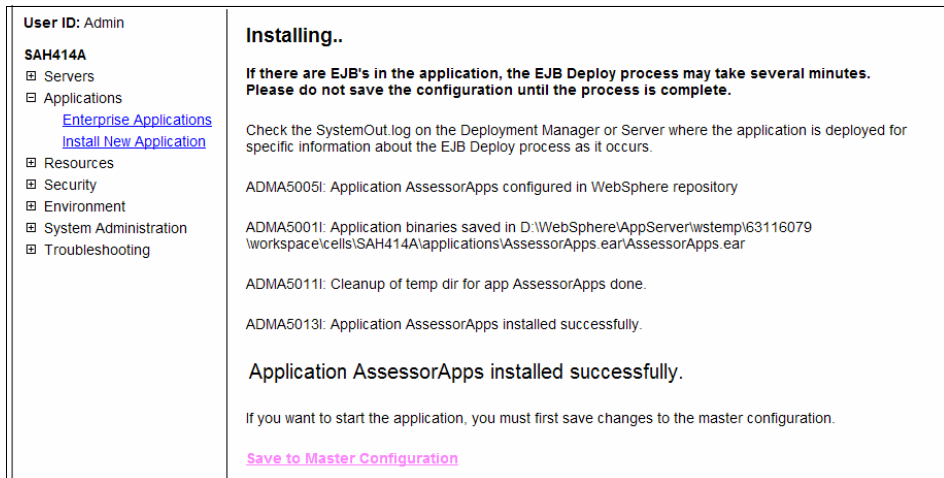 User ID: Admin
SAH414A
Servers
Applications
Enterprise Applications
Install New Application
Resources
Security
Environment
System Administration
Troubleshooting
Installing..
If there are EJB's in the application, the EJB Deploy process may take several minutes.
Please do not save the configuration until the process is complete.
Check the SystemOut.log on the Deployment Manager or Server where the application is deployed for
specific information about the EJB Deploy process as it occurs.
ADMA5005I: Application AssessorApps configured in WebSphere repository
ADMA5001I: Application binaries saved in D:\WebSphere\AppServer\wstemp\63116079
\workspace\cells\SAH414A\applications\AssessorApps.ear\AssessorApps.ear
ADMA5011I: Cleanup of temp dir for app AssessorApps done.
ADMA5013I: Application AssessorApps installed successfully.
Application AssessorApps installed successfully.
If you want to start the application, you must first save changes to the master configuration.
Save to Master Configuration